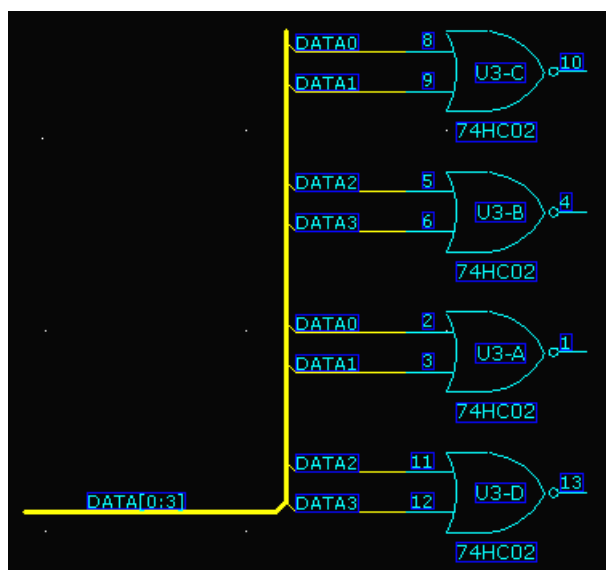 DATA0 8
U3-C 10
DATA1 9
74HC02
DATA2 5
U3-B 4
DATA3 6
74HC02
DATA0 2
U3-A 1
DATA1 3
74HC02
DATA2 11
U3-D 13
DATA[0:3]
DATA3 12
74HC02